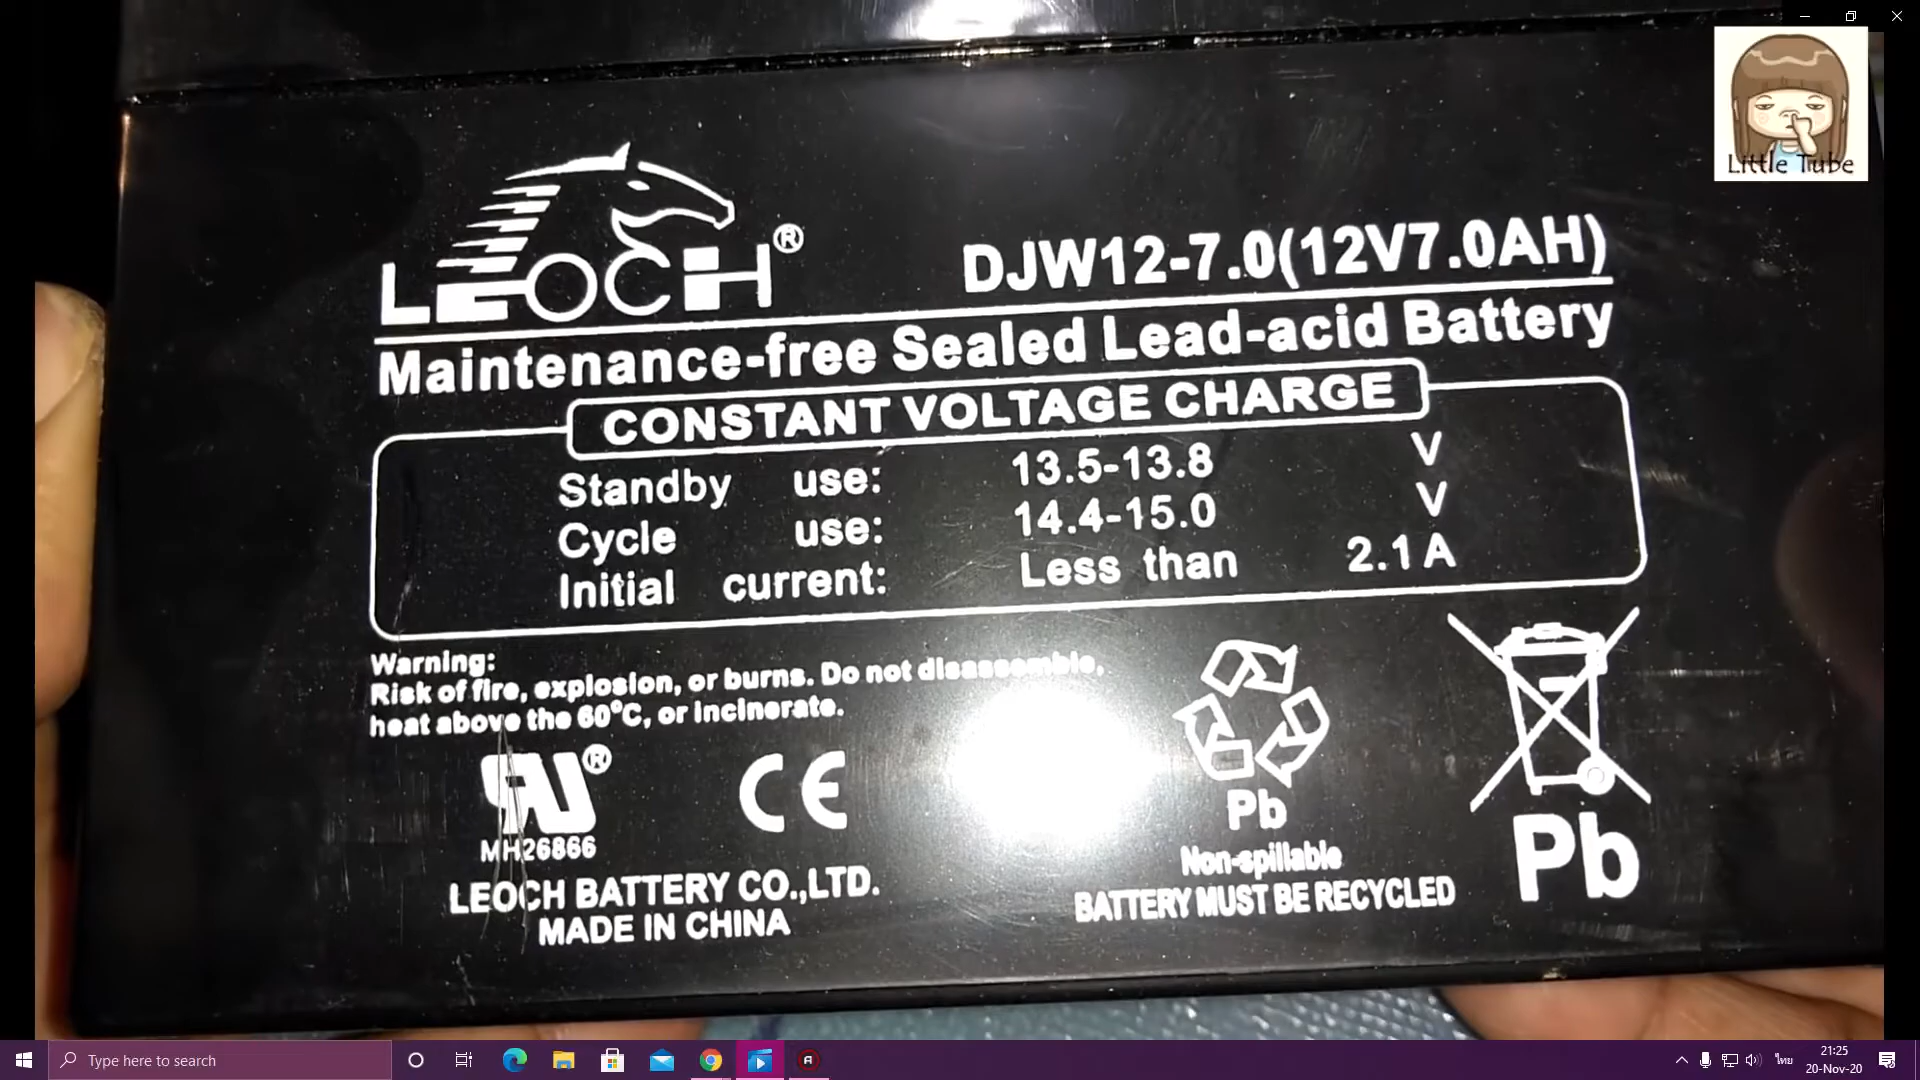 Little Tube
LEOCH®
DJW12-7.0(12V7.0AH)
Maintenance-free Sealed Lead-acid Battery
CONSTANT VOLTAGE CHARGE
Standby use: 13.5-13.8 V
Cycle use: 14.4-15.0 V
Initial current: Less than 2.1 A
Warning:
Risk of fire, explosion, or burns. Do not disassemble,
heat above the 60°C, or incinerate.
®
MH26866
CE
LEOCH BATTERY CO.,LTD.
MADE IN CHINA
Pb
Non-spillable
BATTERY MUST BE RECYCLED
Pb
Type here to search
ไทย
21:25
20-Nov-20